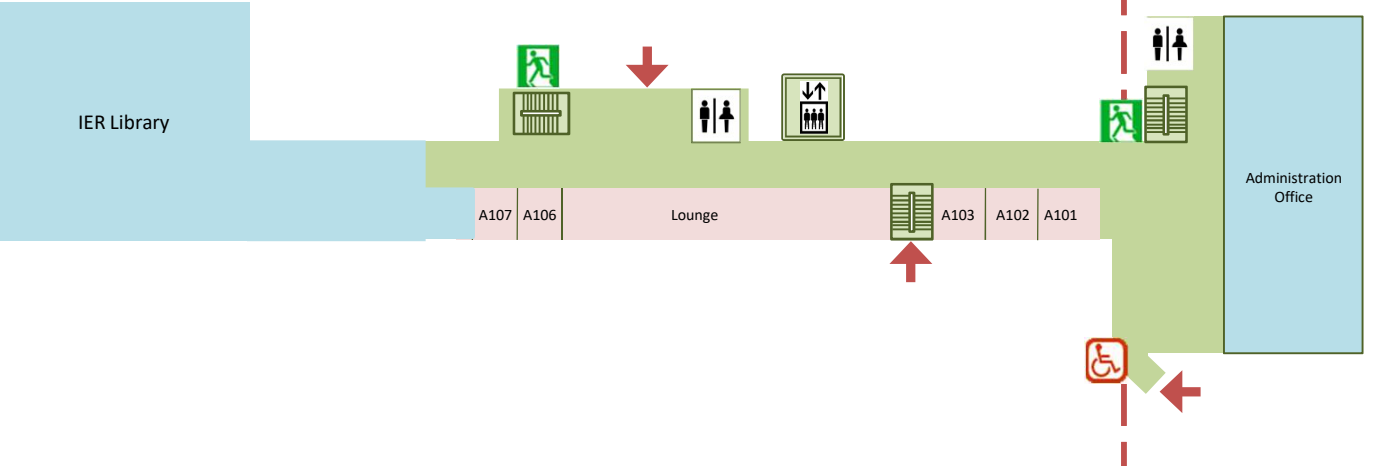 IER Library
Administration
Office
A107
A106
Lounge
A103
A102
A101